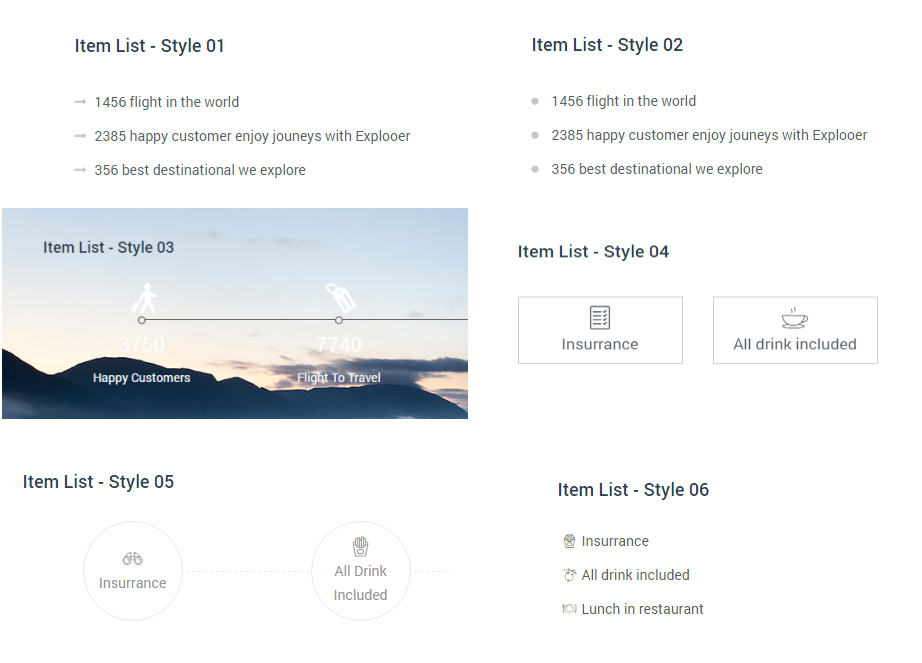 Item List - Style 01
1456 flight in the world
2385 happy customer enjoy jouneys with Explooer
356 best destinational we explore
Item List - Style 02
1456 flight in the world
2385 happy customer enjoy jouneys with Explooer
356 best destinational we explore
Item List - Style 03
3750
Happy Customers
7740
Flight To Travel
Item List - Style 04
Insurrance
All drink included
Item List - Style 05
Insurrance
All Drink
Included
Item List - Style 06
Insurrance
All drink included
Lunch in restaurant